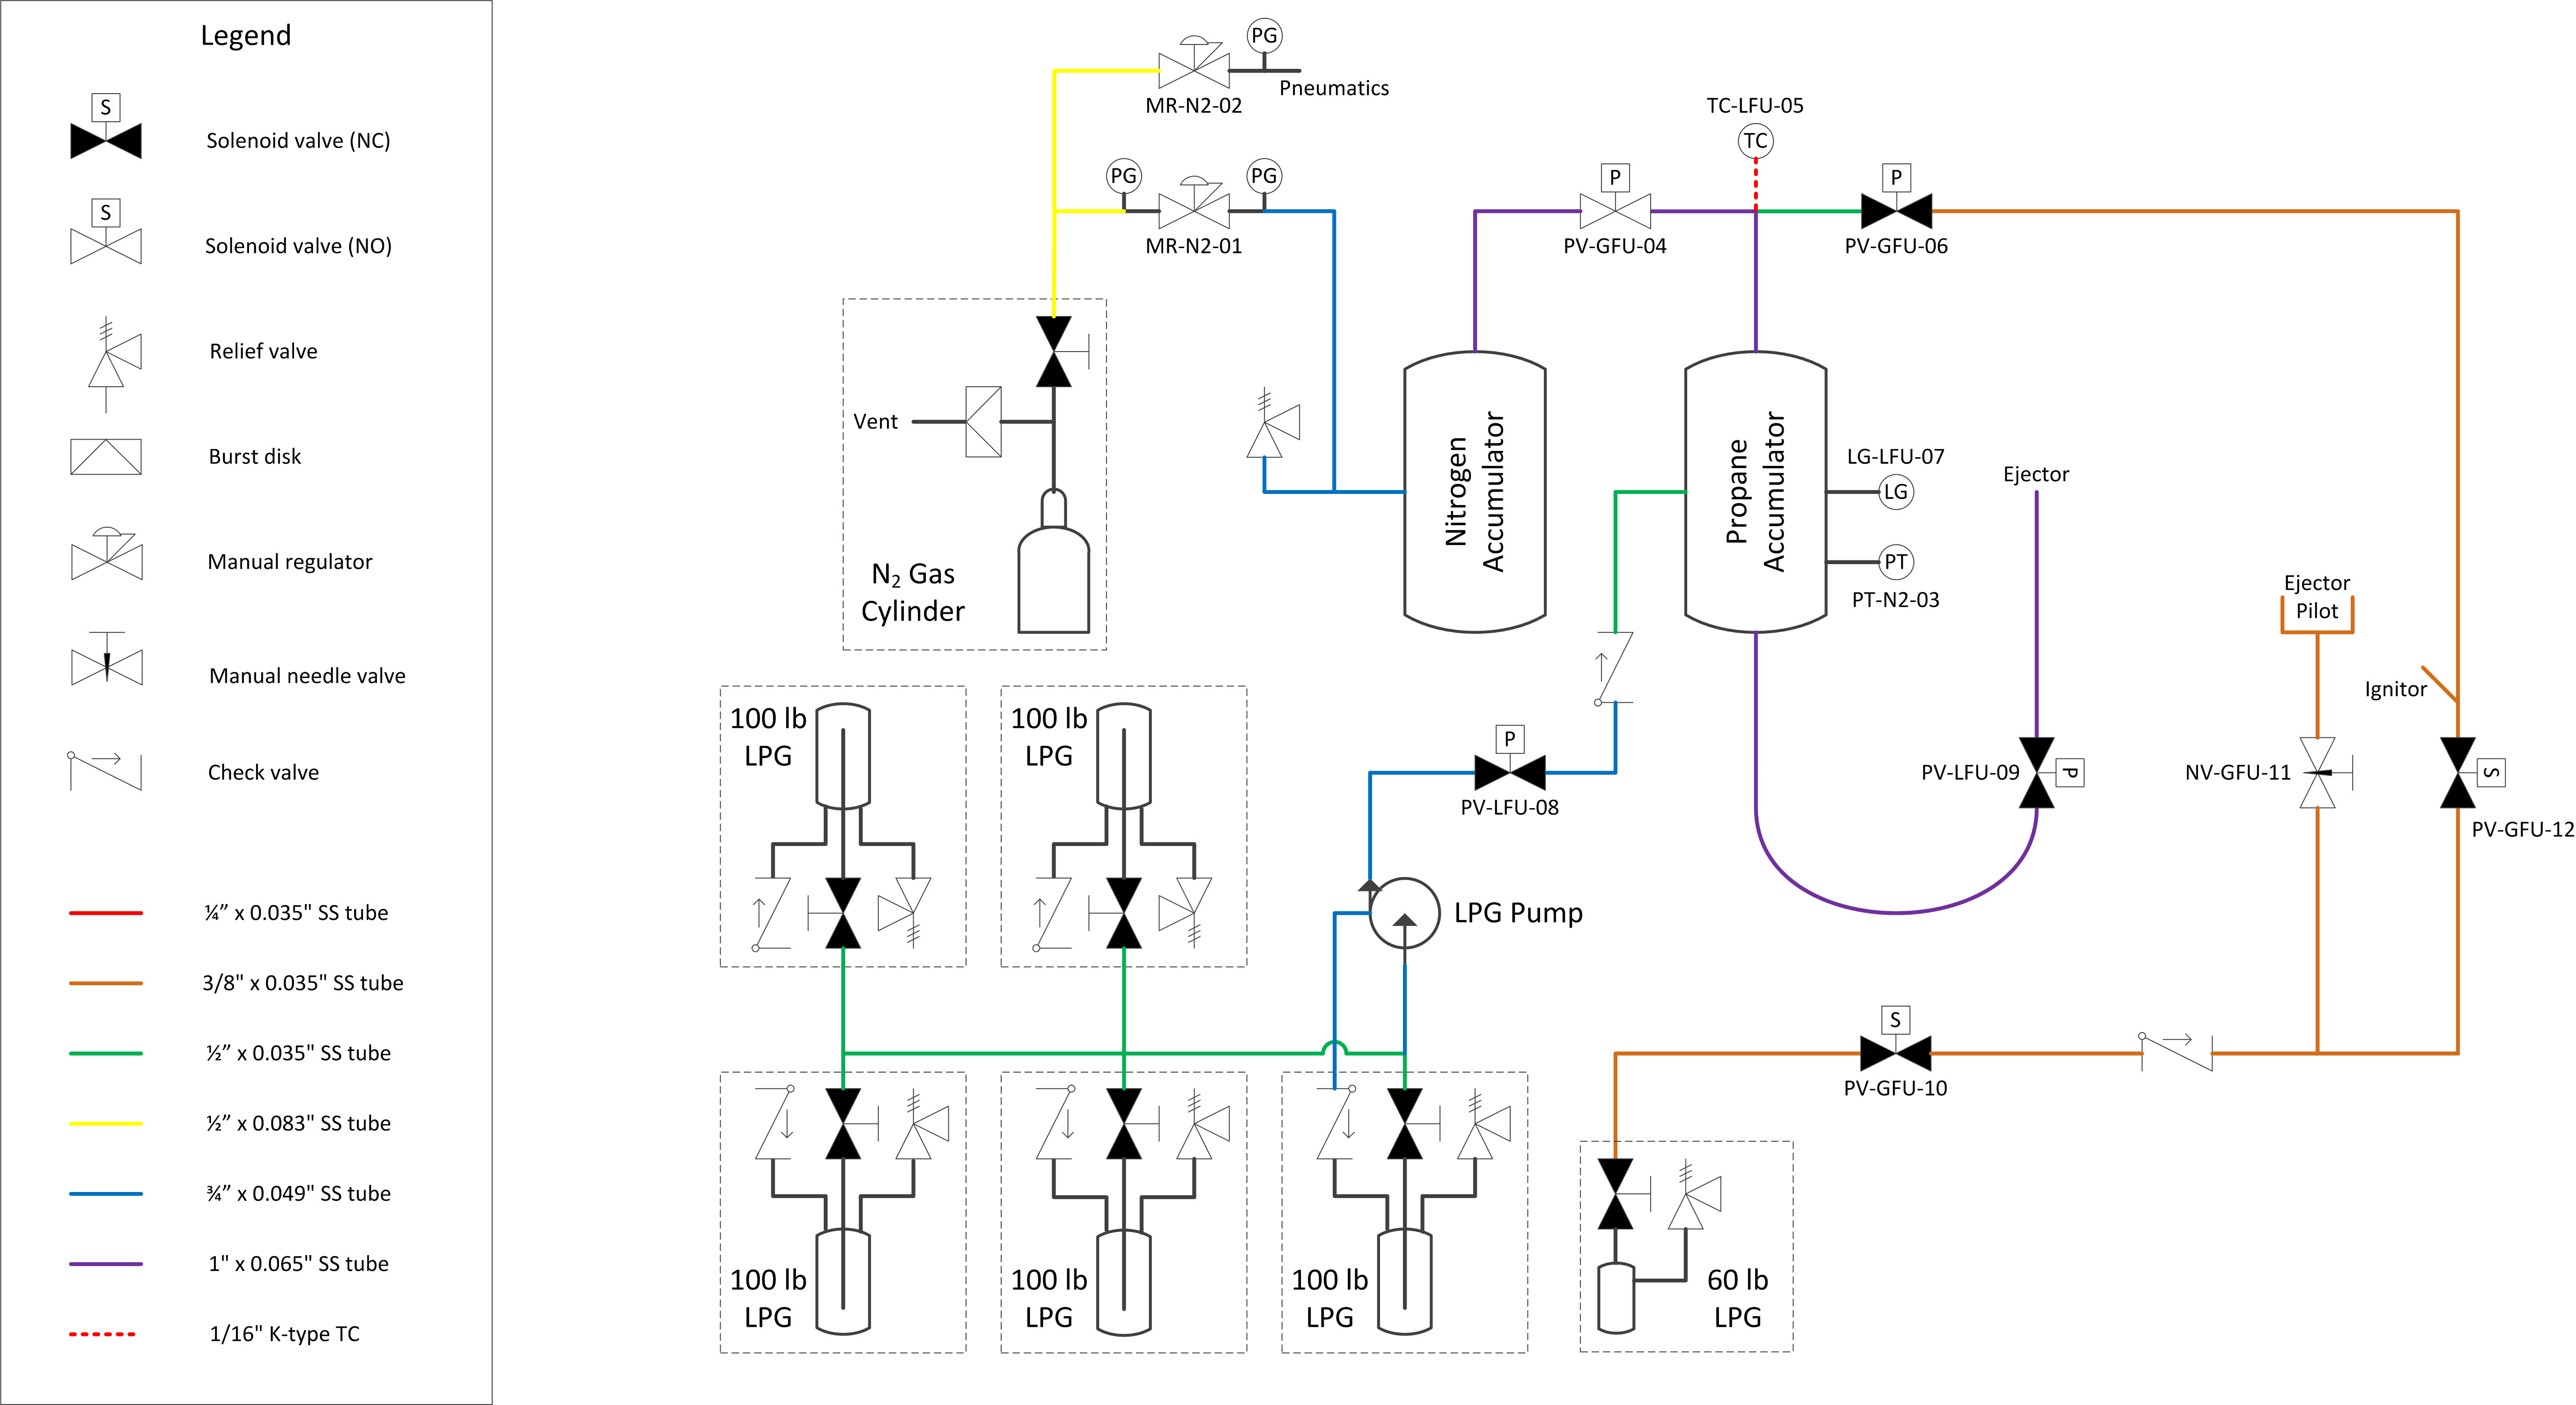 Legend
S
Solenoid valve (NC)
S
Solenoid valve (NO)
Relief valve
Burst disk
Manual regulator
Manual needle valve
Check valve
¼” x 0.035" SS tube
3/8" x 0.035" SS tube
½” x 0.035" SS tube
½” x 0.083" SS tube
¾” x 0.049" SS tube
1" x 0.065" SS tube
1/16" K-type TC
PG
Pneumatics
MR-N2-02
PG
PG
MR-N2-01
TC-LFU-05
TC
P
PV-GFU-04
P
PV-GFU-06
Vent
N₂ Gas
Cylinder
Nitrogen
Accumulator
Propane
Accumulator
LG-LFU-07
LG
PT
PT-N2-03
Ejector
Ejector
Pilot
Ignitor
100 lb
LPG
100 lb
LPG
P
PV-LFU-08
PV-LFU-09
P
NV-GFU-11
S
PV-GFU-12
LPG Pump
S
PV-GFU-10
100 lb
LPG
100 lb
LPG
100 lb
LPG
60 lb
LPG